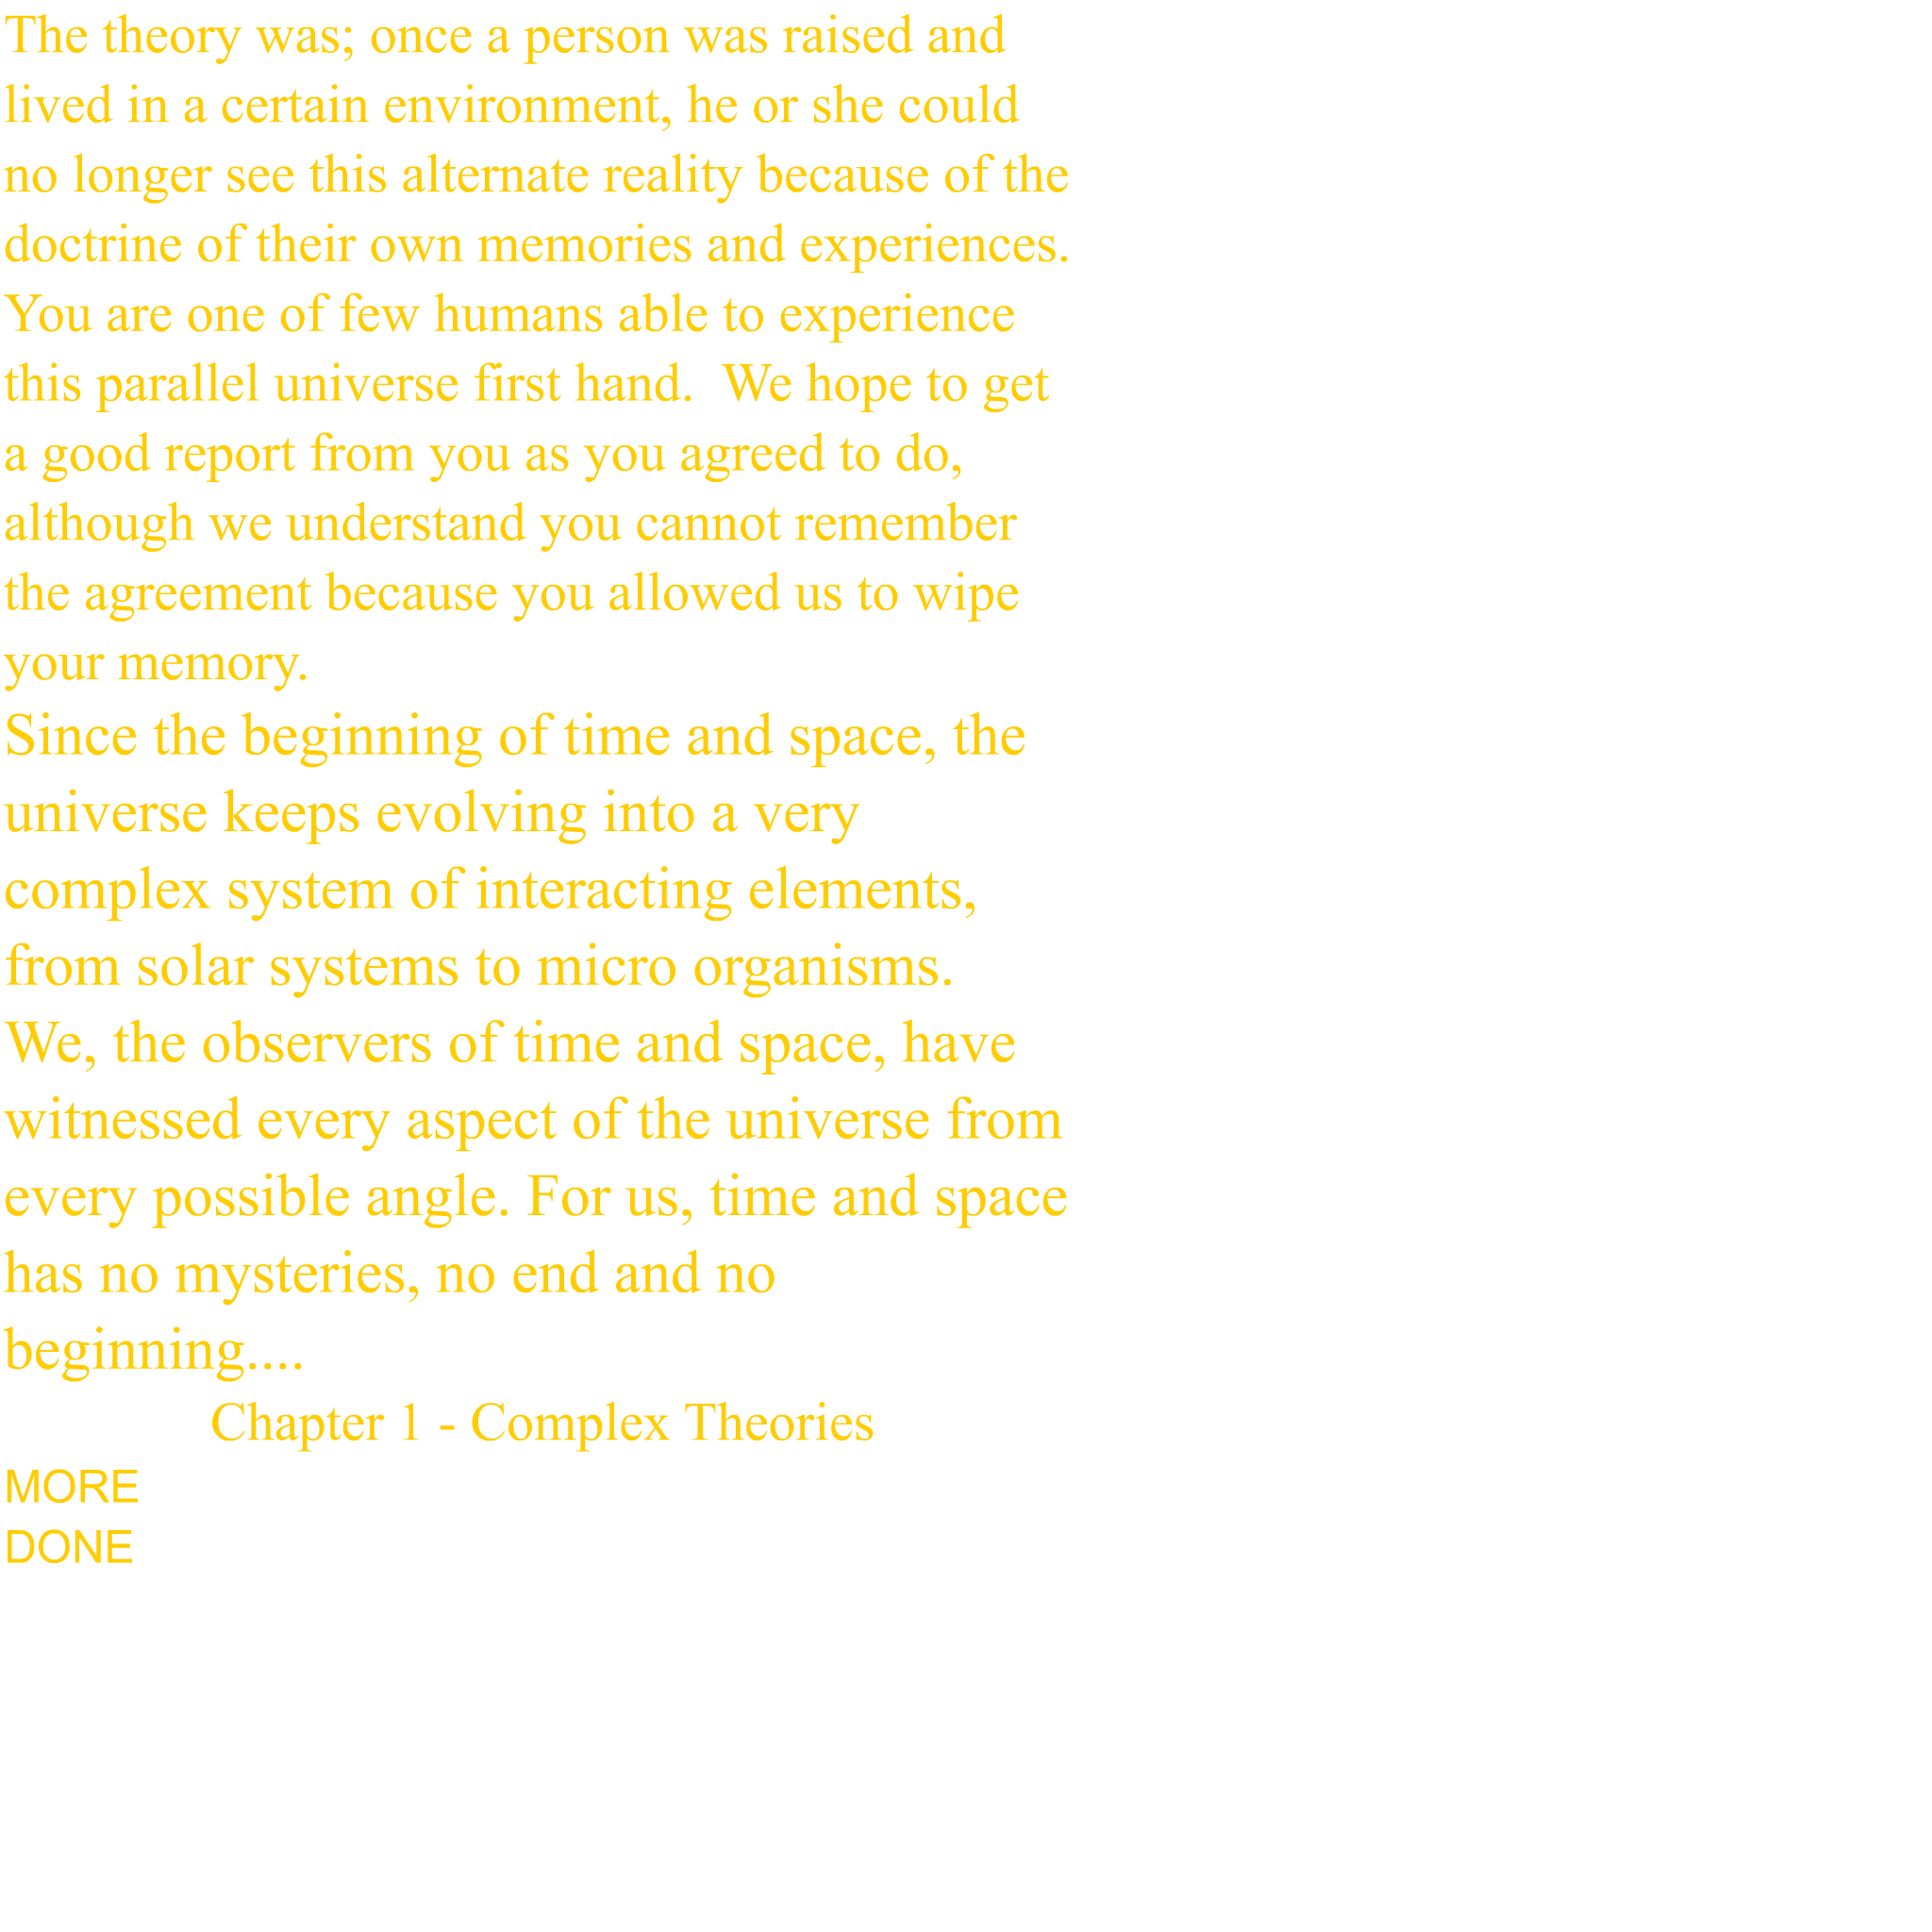 The theory was; once a person was raised and
lived in a certain environment, he or she could
no longer see this alternate reality because of the
doctrine of their own memories and experiences.
You are one of few humans able to experience
this parallel universe first hand.  We hope to get
a good report from you as you agreed to do,
although we understand you cannot remember
the agreement because you allowed us to wipe
your memory.
Since the beginning of time and space, the
universe keeps evolving into a very
complex system of interacting elements,
from solar systems to micro organisms.
We, the observers of time and space, have
witnessed every aspect of the universe from
every possible angle. For us, time and space
has no mysteries, no end and no
beginning....
Chapter 1 - Complex Theories
MORE
DONE